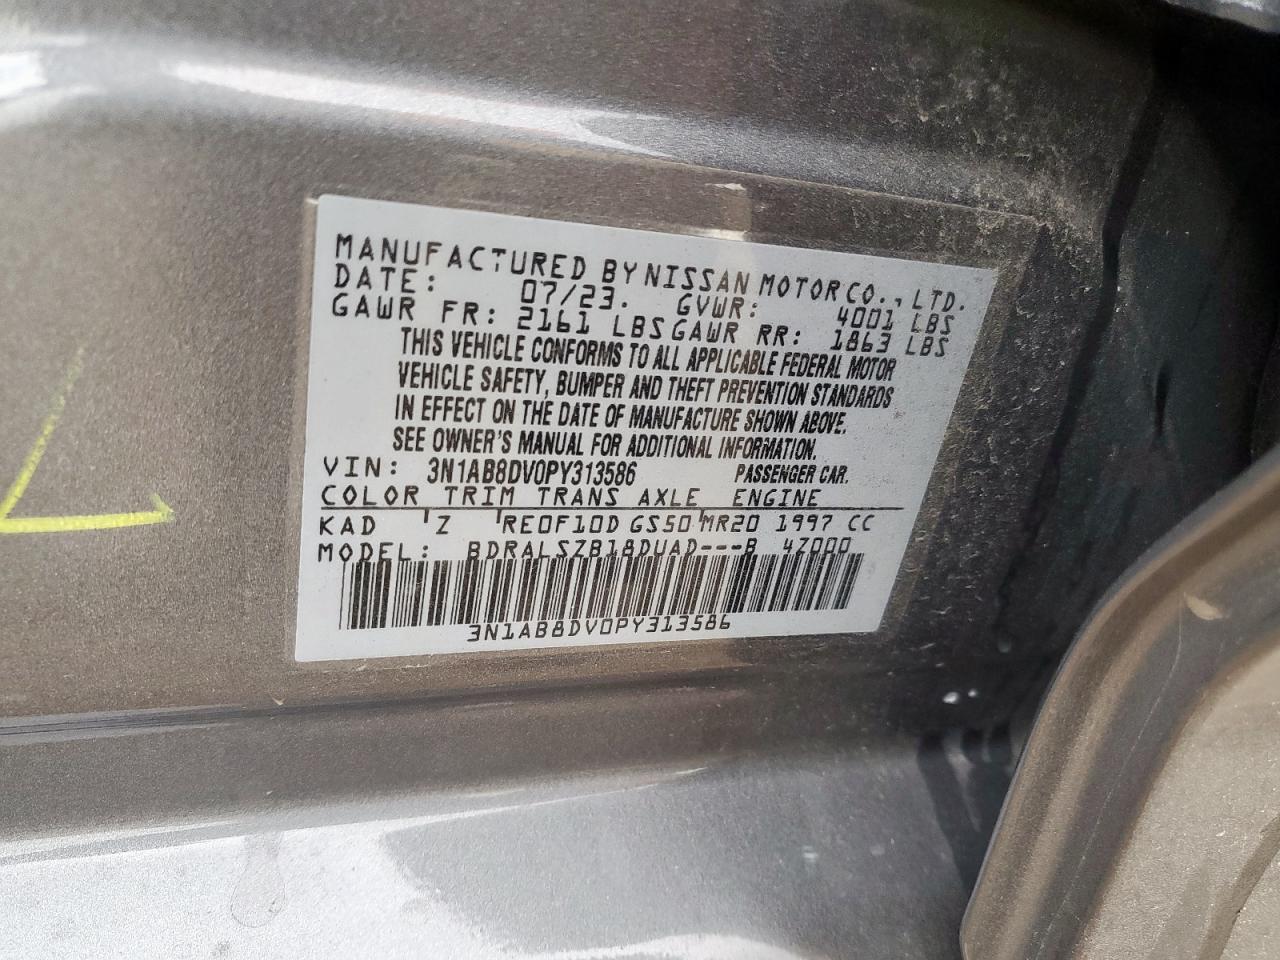 MANUFACTURED BY NISSAN MOTOR CO., LTD.
DATE: 07/23. GVWR: 4001 LBS
GAWR FR: 2161 LBS GAWR RR: 1863 LBS
THIS VEHICLE CONFORMS TO ALL APPLICABLE FEDERAL MOTOR
VEHICLE SAFETY, BUMPER AND THEFT PREVENTION STANDARDS
IN EFFECT ON THE DATE OF MANUFACTURE SHOWN ABOVE.
SEE OWNER'S MANUAL FOR ADDITIONAL INFORMATION.
VIN: 3N1AB8DV0PY313586 PASSENGER CAR.
COLOR TRIM TRANS AXLE ENGINE
KAD Z RE0F10D GS50 MR20 1997 CC
MODEL: BDRALSZB18DUAD---B 4Z000
3N1AB8DV0PY313586